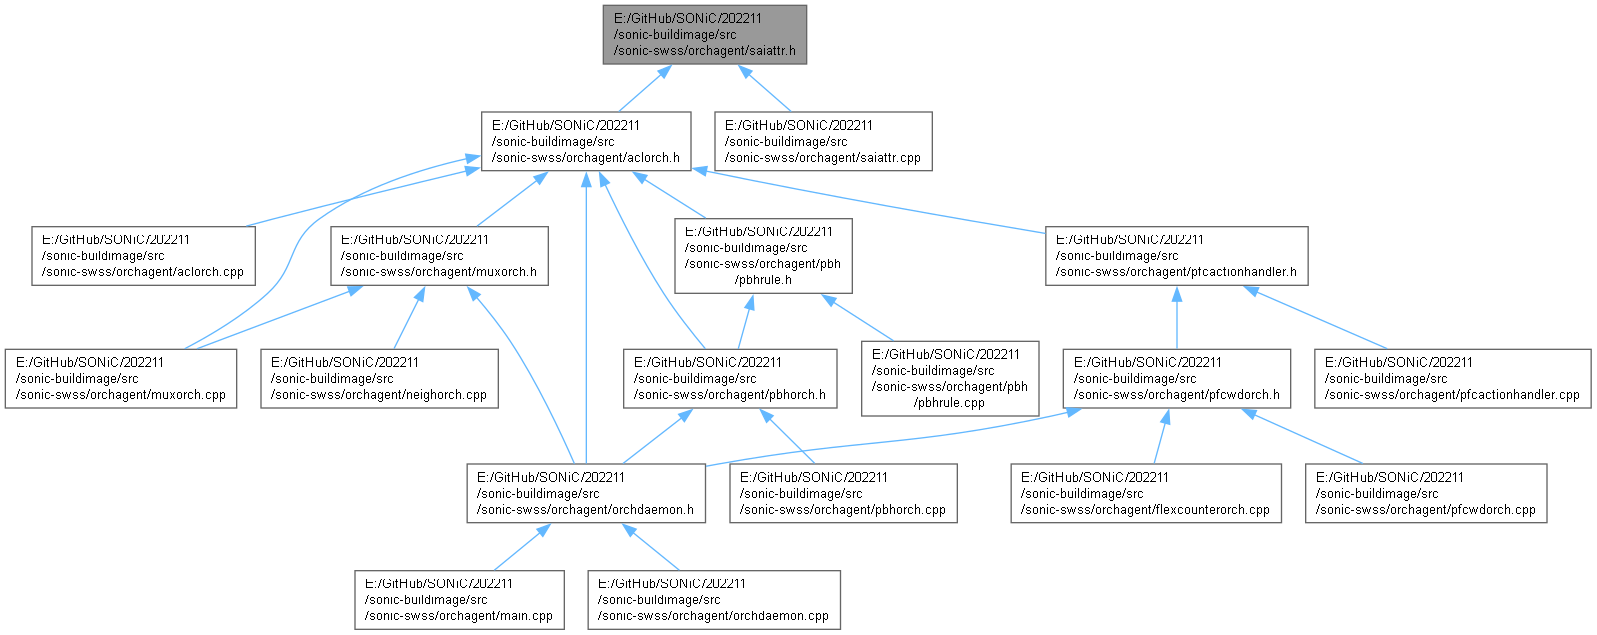 E:/GitHub/SONiC/202211
/sonic-buildimage/src
/sonic-swss/orchagent/saiattr.h
E:/GitHub/SONiC/202211
/sonic-buildimage/src
/sonic-swss/orchagent/aclorch.h
E:/GitHub/SONiC/202211
/sonic-buildimage/src
/sonic-swss/orchagent/saiattr.cpp
E:/GitHub/SONiC/202211
/sonic-buildimage/src
/sonic-swss/orchagent/aclorch.cpp
E:/GitHub/SONiC/202211
/sonic-buildimage/src
/sonic-swss/orchagent/muxorch.h
E:/GitHub/SONiC/202211
/sonic-buildimage/src
/sonic-swss/orchagent/pbh
/pbhrule.h
E:/GitHub/SONiC/202211
/sonic-buildimage/src
/sonic-swss/orchagent/pfcactionhandler.h
E:/GitHub/SONiC/202211
/sonic-buildimage/src
/sonic-swss/orchagent/muxorch.cpp
E:/GitHub/SONiC/202211
/sonic-buildimage/src
/sonic-swss/orchagent/neighorch.cpp
E:/GitHub/SONiC/202211
/sonic-buildimage/src
/sonic-swss/orchagent/pbhorch.h
E:/GitHub/SONiC/202211
/sonic-buildimage/src
/sonic-swss/orchagent/pbh
/pbhrule.cpp
E:/GitHub/SONiC/202211
/sonic-buildimage/src
/sonic-swss/orchagent/pfcwdorch.h
E:/GitHub/SONiC/202211
/sonic-buildimage/src
/sonic-swss/orchagent/pfcactionhandler.cpp
E:/GitHub/SONiC/202211
/sonic-buildimage/src
/sonic-swss/orchagent/orchdaemon.h
E:/GitHub/SONiC/202211
/sonic-buildimage/src
/sonic-swss/orchagent/pbhorch.cpp
E:/GitHub/SONiC/202211
/sonic-buildimage/src
/sonic-swss/orchagent/flexcounterorch.cpp
E:/GitHub/SONiC/202211
/sonic-buildimage/src
/sonic-swss/orchagent/pfcwdorch.cpp
E:/GitHub/SONiC/202211
/sonic-buildimage/src
/sonic-swss/orchagent/main.cpp
E:/GitHub/SONiC/202211
/sonic-buildimage/src
/sonic-swss/orchagent/orchdaemon.cpp